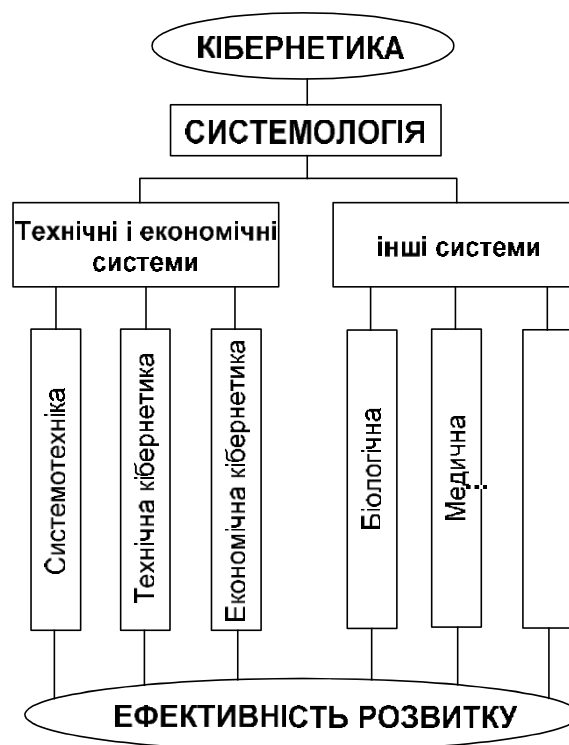 КІБЕРНЕТИКА
СИСТЕМОЛОГІЯ
Технічні і економічні
системи
інші системи
Системотехніка
Технічна кібернетика
Економічна кібернетика
Біологічна
Медична
...
ЕФЕКТИВНІСТЬ РОЗВИТКУ